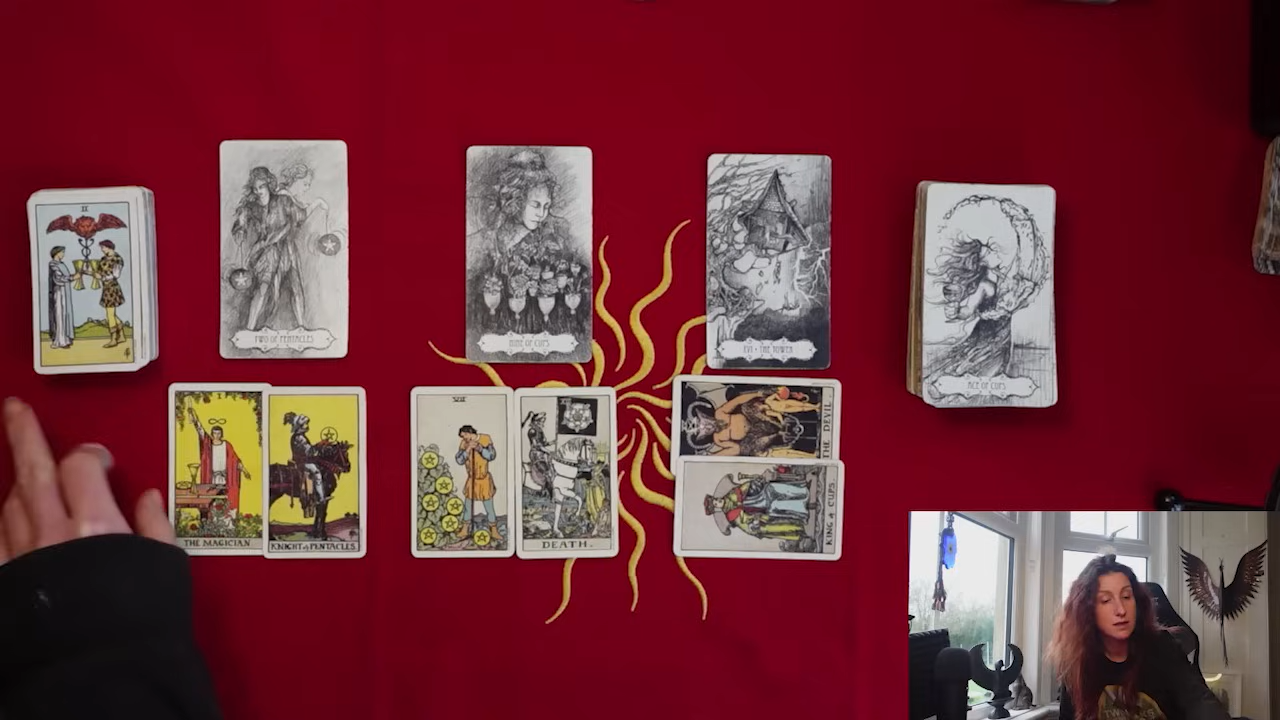 II
TWO OF PENTACLES
NINE OF CUPS
XVI • THE TOWER
ACE OF CUPS
I
THE MAGICIAN.
KNIGHT of PENTACLES.
VII
DEATH.
THE DEVIL.
KING of CUPS.